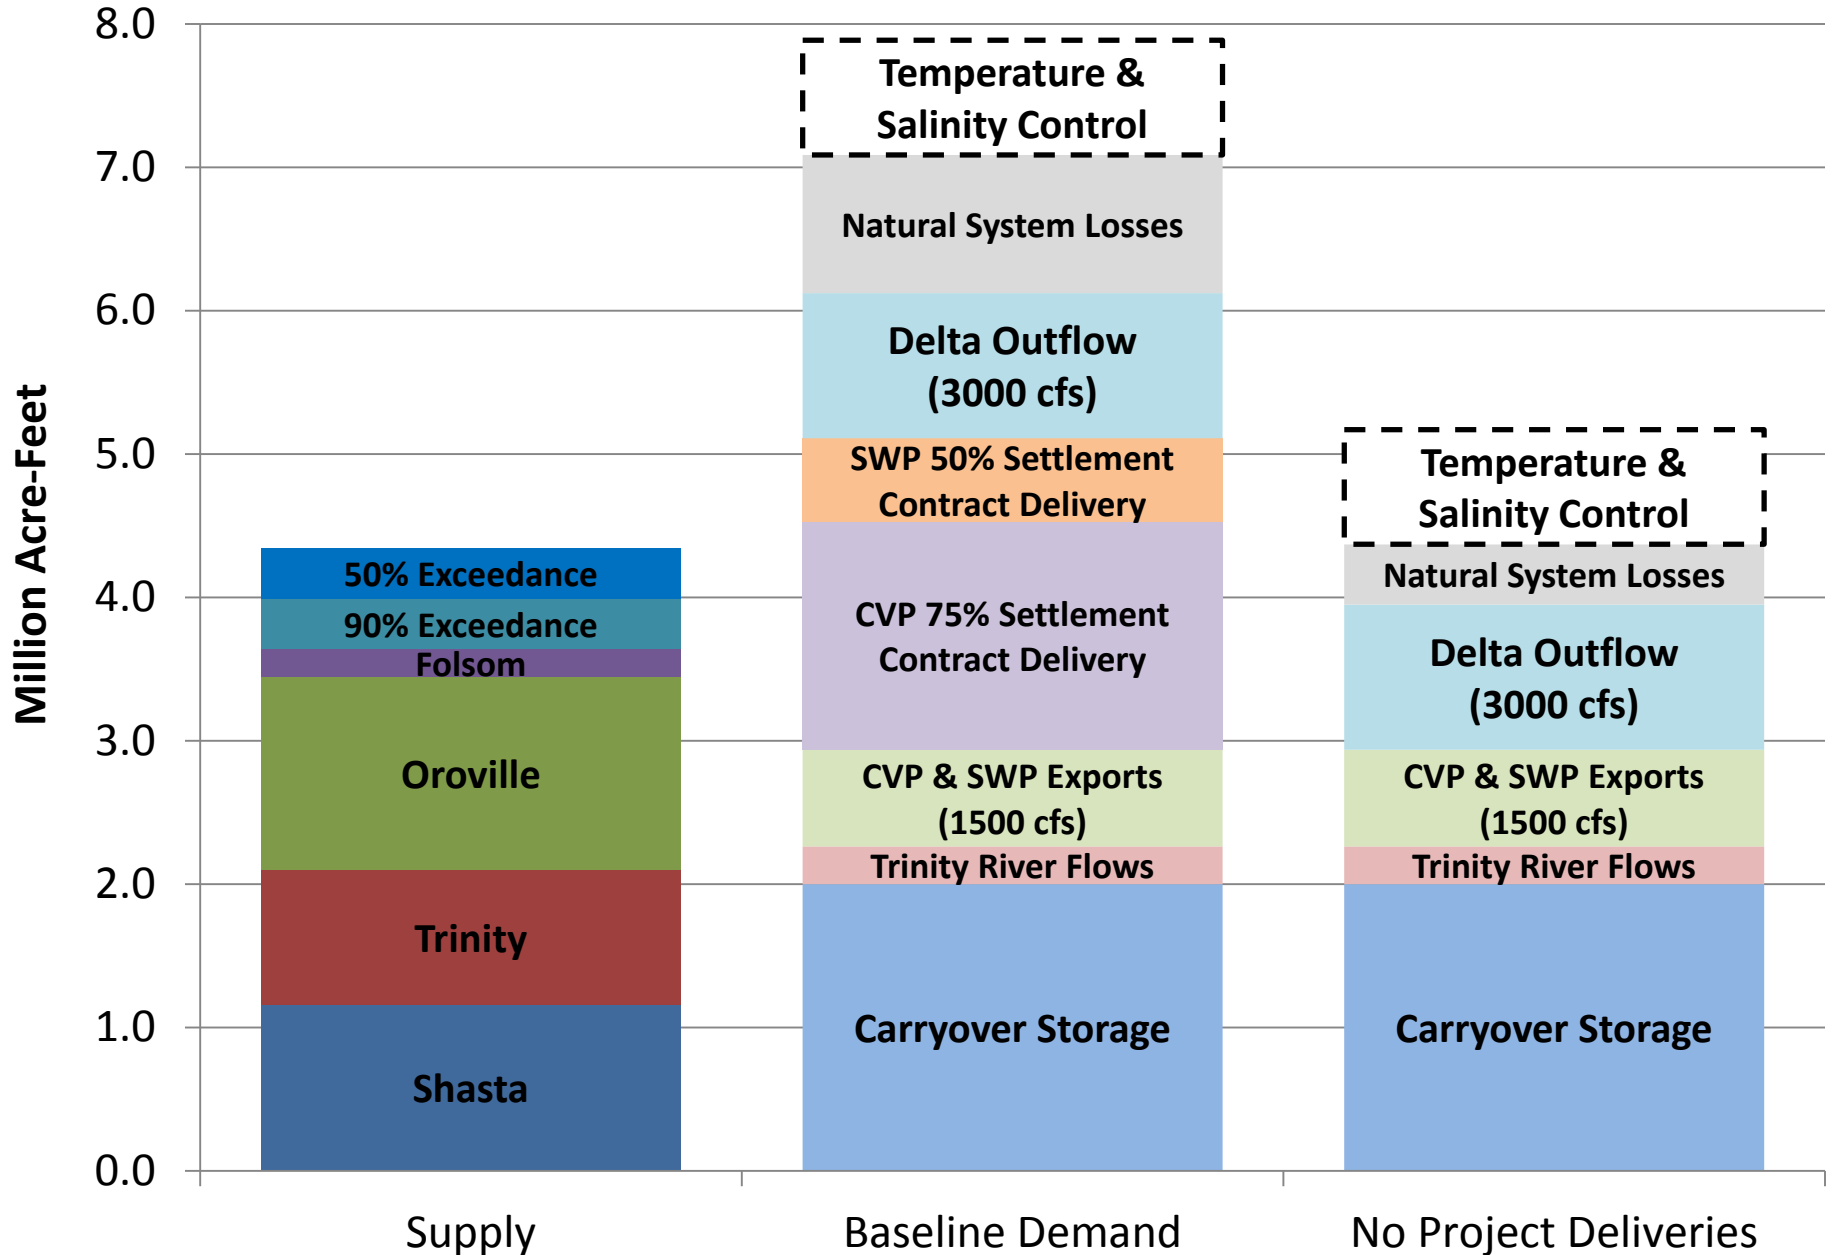 Million Acre-Feet
8.0
7.0
6.0
5.0
4.0
3.0
2.0
1.0
0.0
50% Exceedance
90% Exceedance
Folsom
Oroville
Trinity
Shasta
Temperature &
Salinity Control
Natural System Losses
Delta Outflow
(3000 cfs)
SWP 50% Settlement
Contract Delivery
CVP 75% Settlement
Contract Delivery
CVP & SWP Exports
(1500 cfs)
Trinity River Flows
Carryover Storage
Temperature &
Salinity Control
Natural System Losses
Delta Outflow
(3000 cfs)
CVP & SWP Exports
(1500 cfs)
Trinity River Flows
Carryover Storage
Supply
Baseline Demand
No Project Deliveries